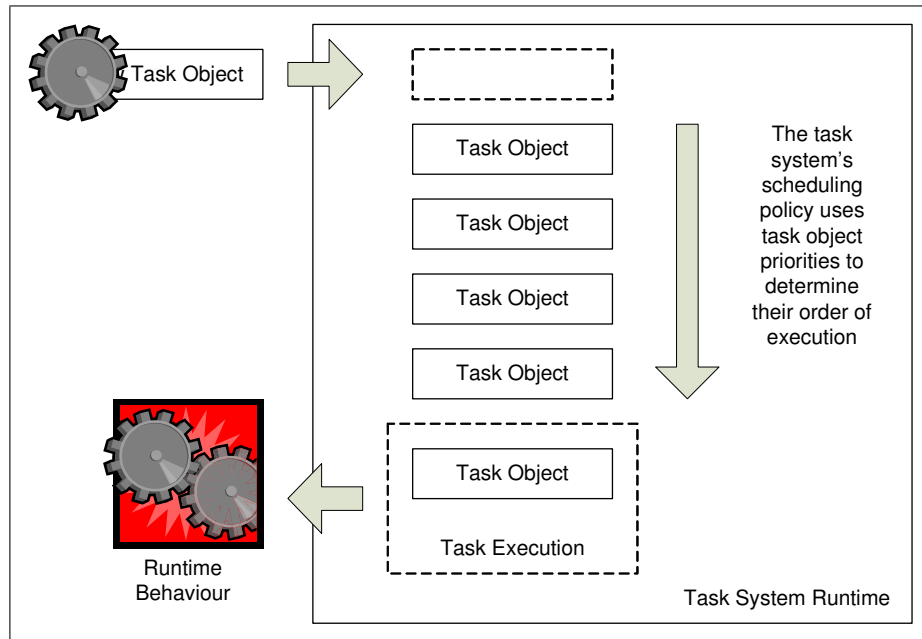 Task Object
Task Object
Task Object
Task Object
Task Object
Task Object
Task Execution
The task
system’s
scheduling
policy uses
task object
priorities to
determine
their order of
execution
Runtime
Behaviour
Task System Runtime